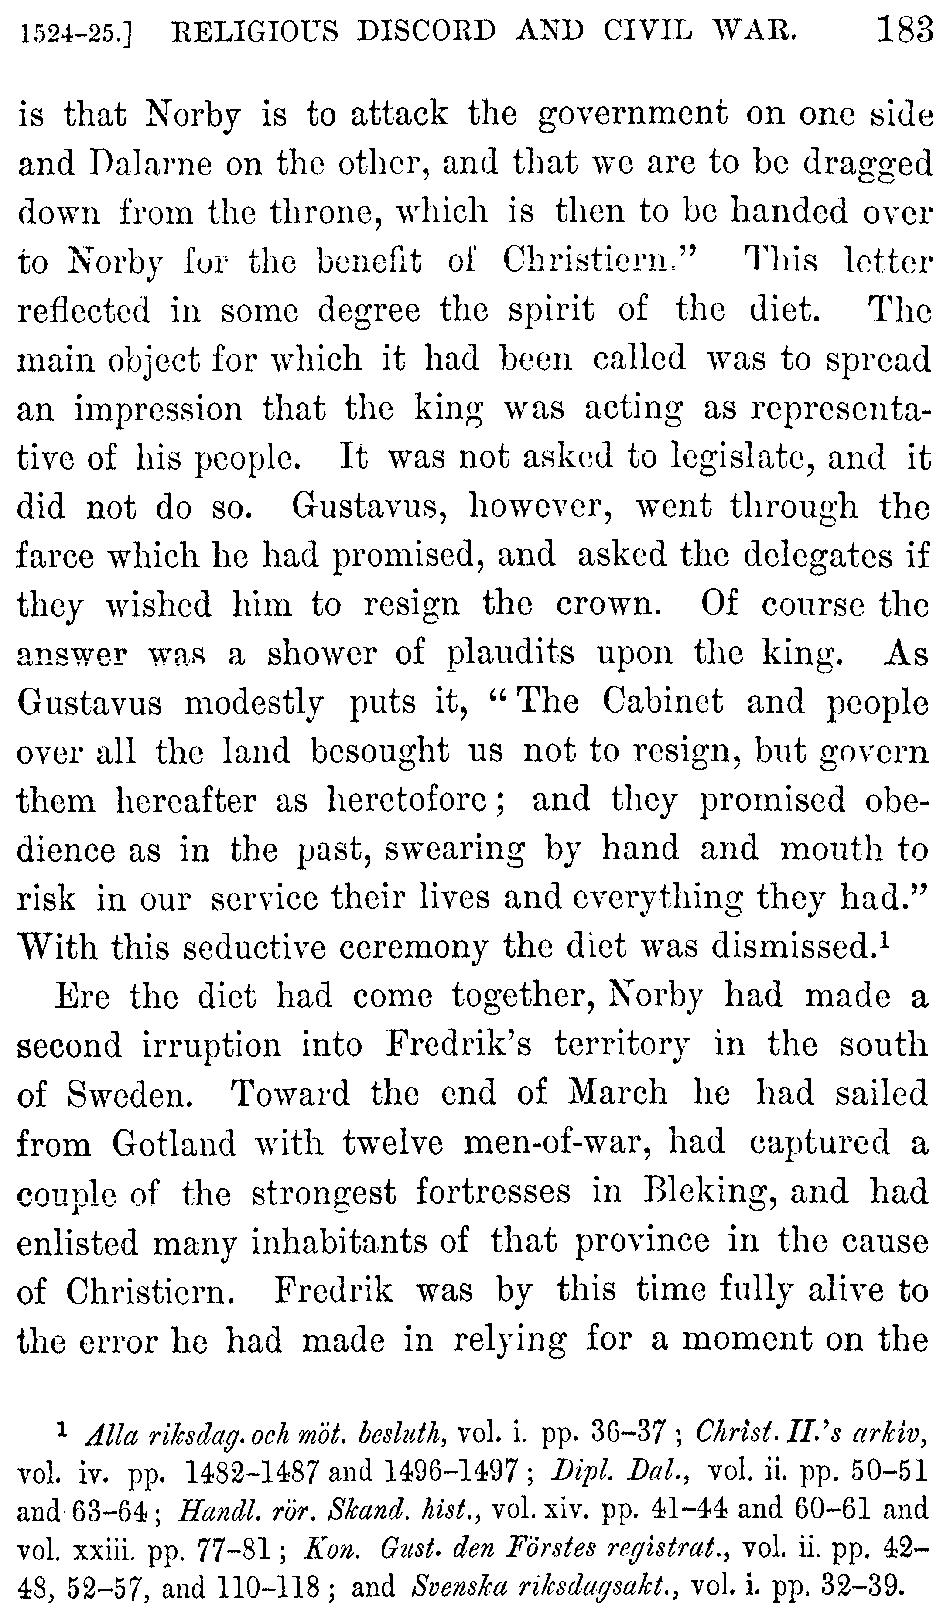 1524–25.] RELIGIOUS DISCORD AND CIVIL WAR. 183
is that Norby is to attack the government on one side
and Dalarne on the other, and that we are to be dragged
down from the throne, which is then to be handed over
to Norby for the benefit of Christiern.” This letter
reflected in some degree the spirit of the diet. The
main object for which it had been called was to spread
an impression that the king was acting as representa-
tive of his people. It was not asked to legislate, and it
did not do so. Gustavus, however, went through the
farce which he had promised, and asked the delegates if
they wished him to resign the crown. Of course the
answer was a shower of plaudits upon the king. As
Gustavus modestly puts it, “The Cabinet and people
over all the land besought us not to resign, but govern
them hereafter as heretofore; and they promised obe-
dience as in the past, swearing by hand and mouth to
risk in our service their lives and everything they had.”
With this seductive ceremony the diet was dismissed.¹
Ere the diet had come together, Norby had made a
second irruption into Fredrik’s territory in the south
of Sweden. Toward the end of March he had sailed
from Gotland with twelve men-of-war, had captured a
couple of the strongest fortresses in Bleking, and had
enlisted many inhabitants of that province in the cause
of Christiern. Fredrik was by this time fully alive to
the error he had made in relying for a moment on the
¹ Alla riksdag. och möt. besluth, vol. i. pp. 36–37; Christ. II.’s arkiv,
vol. iv. pp. 1482–1487 and 1496–1497; Dipl. Dal., vol. ii. pp. 50–51
and 63–64; Handl. rör. Skand. hist., vol. xiv. pp. 41–44 and 60–61 and
vol. xxiii. pp. 77–81; Kon. Gust. den Förstes registrat., vol. ii. pp. 42–
48, 52–57, and 110–118; and Svenska riksdagsakt., vol. i. pp. 32–39.